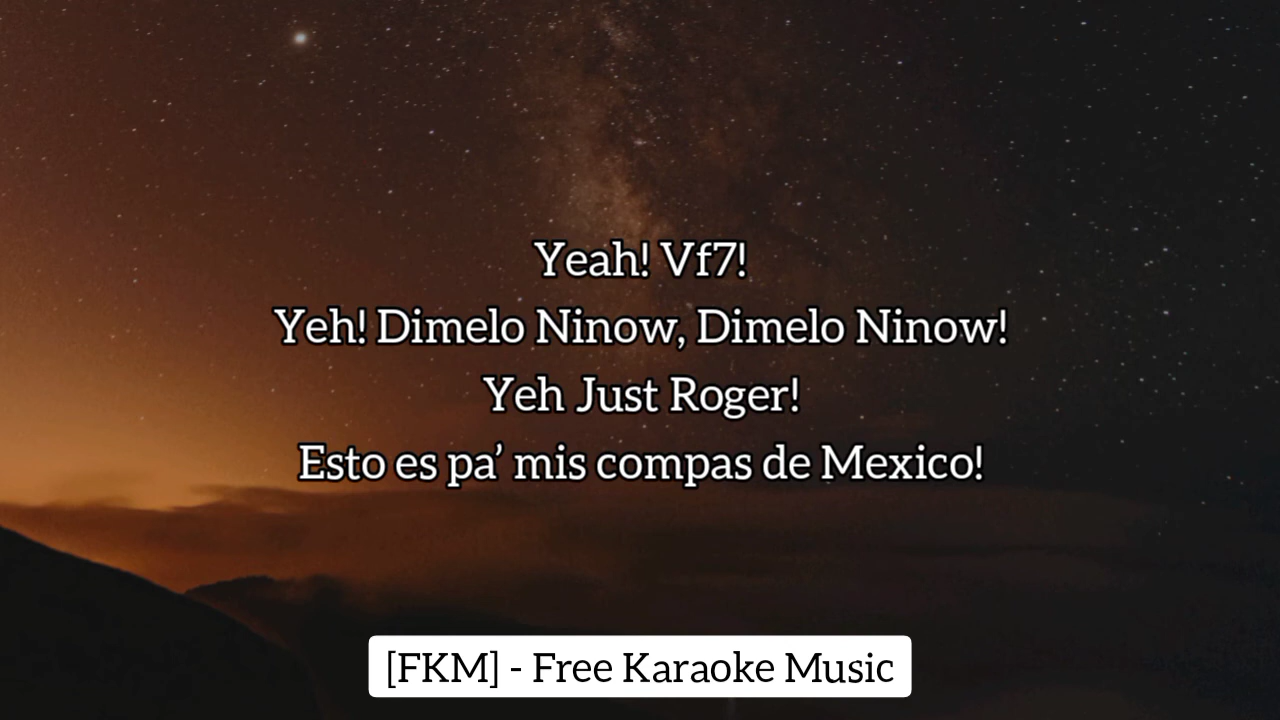 Yeah! Vf7!
Yeh! Dimelo Ninow, Dimelo Ninow!
Yeh Just Roger!
Esto es pa’ mis compas de Mexico!
[FKM] - Free Karaoke Music